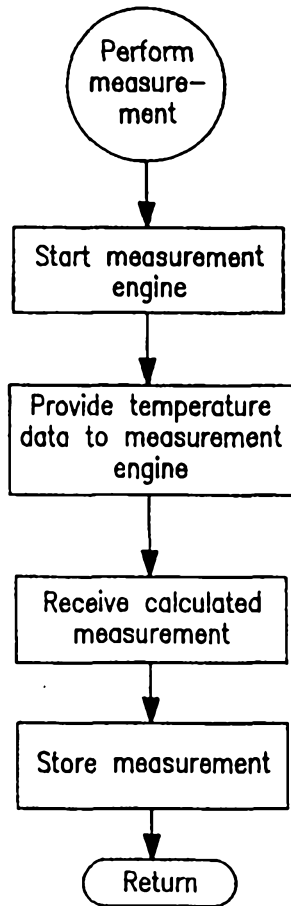 Perform
measure-
ment
Start measurement
engine
Provide temperature
data to measurement
engine
Receive calculated
measurement
Store measurement
Return